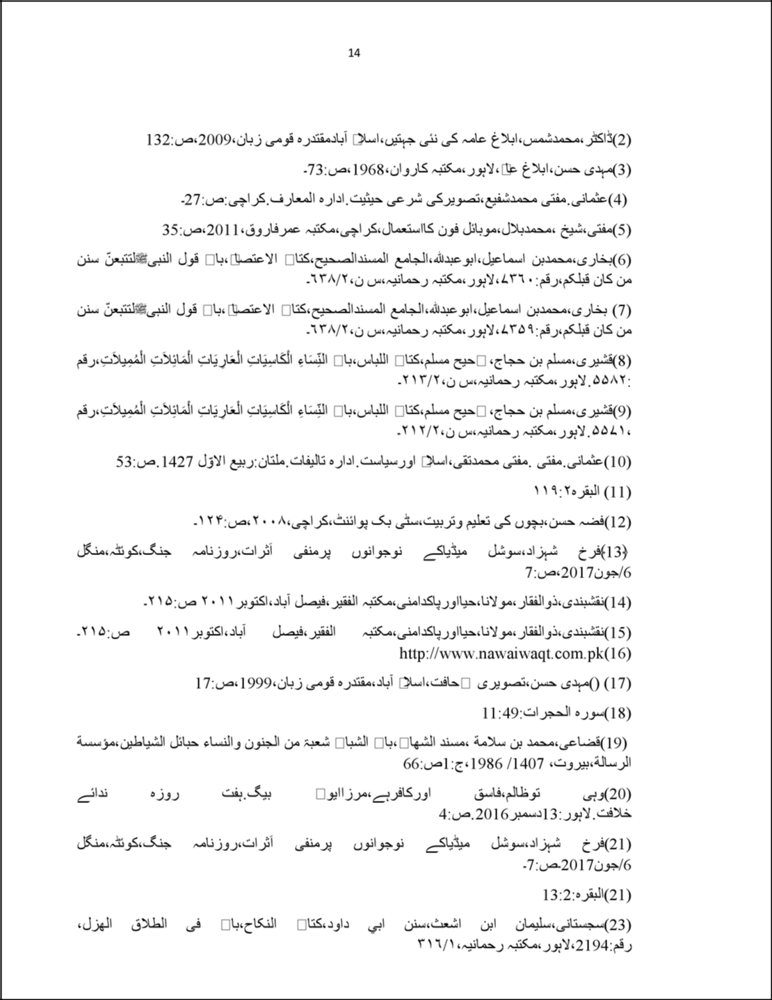 14
(2)ڈاکٹر،محمدشمس،ابلاغ عامہ کی نئی جہتیں،اسلا□ آبادمقتدرہ قومی زبان،2009،ص:132
(3)مہدی حسن،ابلاغ عا□،لاہور،مکتبہ کاروان،1968،ص:73۔
(4)عثمانی.مفتی محمدشفیع،تصویرکی شرعی حیثیت.ادارہ المعارف.کراچی:ص:27۔
(5)مفتی،شیخ ،محمدبلال،موبائل فون کااستعمال،کراچی،مکتبہ عمرفاروق،2011،ص:35
(6)بخاری،محمدبن اسماعیل،ابوعبدللہ،الجامع المسندالصحیح،کتا□ الاعتصا□،با□ قول النبیﷺلتتبعنّ سنن
من کان قبلکم،رقم:۷۳٦۰،لاہور،مکتبہ رحمانیہ،س ن،٦۳۸/۲۔
(7) بخاری،محمدبن اسماعیل،ابوعبدللہ،الجامع المسندالصحیح،کتا□ الاعتصا□،با□ قول النبیﷺلتتبعنّ سنن
من کان قبلکم،رقم:۷۳۵۹،لاہور،مکتبہ رحمانیہ،س ن،٦۳۸/۲۔
(8)قشیری،مسلم بن حجاج، □حیح مسلم،کتا□ اللباس،با□ النِّسَاءِ الْكَاسِيَاتِ الْعَارِيَاتِ الْمَائِلاَتِ الْمُمِيلاَتِ،رقم
:۵۵۸۲.لاہور،مکتبہ رحمانیہ،س ن،۲۱۳/۲۔
(9)قشیری،مسلم بن حجاج، □حیح مسلم،کتا□ اللباس،با□ النِّسَاءِ الْكَاسِيَاتِ الْعَارِيَاتِ الْمَائِلاَتِ الْمُمِيلاَتِ،رقم
،۵۵۷۱.لاہور،مکتبہ رحمانیہ،س ن،۲۱۲/۲۔
(10)عثمانی.مفتی .مفتی محمدتقی،اسلا□ اورسیاست.ادارہ تالیفات.ملتان:ربیع الاوّل 1427.ص:53
(11) البقرہ۲:۱۱۹
(12)فضہ حسن،بچوں کی تعلیم وتربیت،سٹی بک پوائنٹ،کراچی،۲۰۰۸،ص:۱۲۴۔
(13)فرخ شہزاد،سوشل میڈیاکے نوجوانوں پرمنفی اَثرات،روزنامہ جنگ،کوئٹہ،منگل
6/جون2017،ص:7
(14)نقشبندی،ذوالفقار،مولانا،حیااورپاکدامنی،مکتبہ الفقیر،فیصل آباد،اکتوبر۲۰۱۱ ص:۲۱۵۔
(15)نقشبندی،ذوالفقار،مولانا،حیااورپاکدامنی،مکتبہ الفقیر،فیصل آباد،اکتوبر۲۰۱۱ ص:۲۱۵۔
http://www.nawaiwaqt.com.pk(16)
(17) ()مہدی حسن،تصویری □حافت،اسلا□ آباد،مقتدرہ قومی زبان،1999،ص:17
(18)سورہ الحجرات:11:49
(19)قضاعی،محمد بن سلامة ،مسند الشها□،با□ الشبا□ شعبۃ من الجنون والنساء حبائل الشیاطین،مؤسسة
الرسالة،بیروت، 1407/ 1986،ج:1ص:66
(20)وہی توظالم،فاسق اورکافرہے،مرزاایو□ بیگ.ہفت روزہ ندائے
خلافت.لاہور:13دسمبر2016.ص:4
(21)فرخ شہزاد،سوشل میڈیاکے نوجوانوں پرمنفی اَثرات،روزنامہ جنگ،کوئٹہ،منگل
6/جون2017۔ص:7۔
(21)البقرہ:13:2
(23)سجستانی،سلیمان ابن اشعث،سنن ابي داود،کتا□ النکاح،با□ فی الطلاق الهزل،
رقم:2194،لاہور،مکتبہ رحمانیہ،۳۱٦/۱